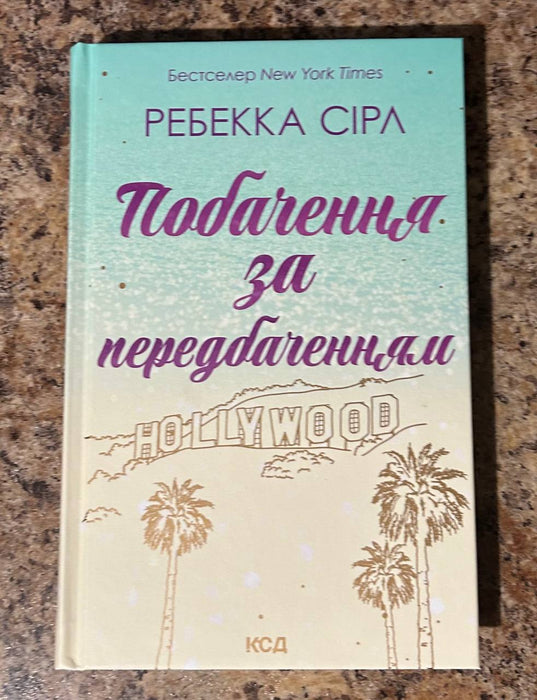 Бестселер New York Times
РЕБЕККА СІРЛ
Побачення
за
передбаченням
HOLLYWOOD
КСД